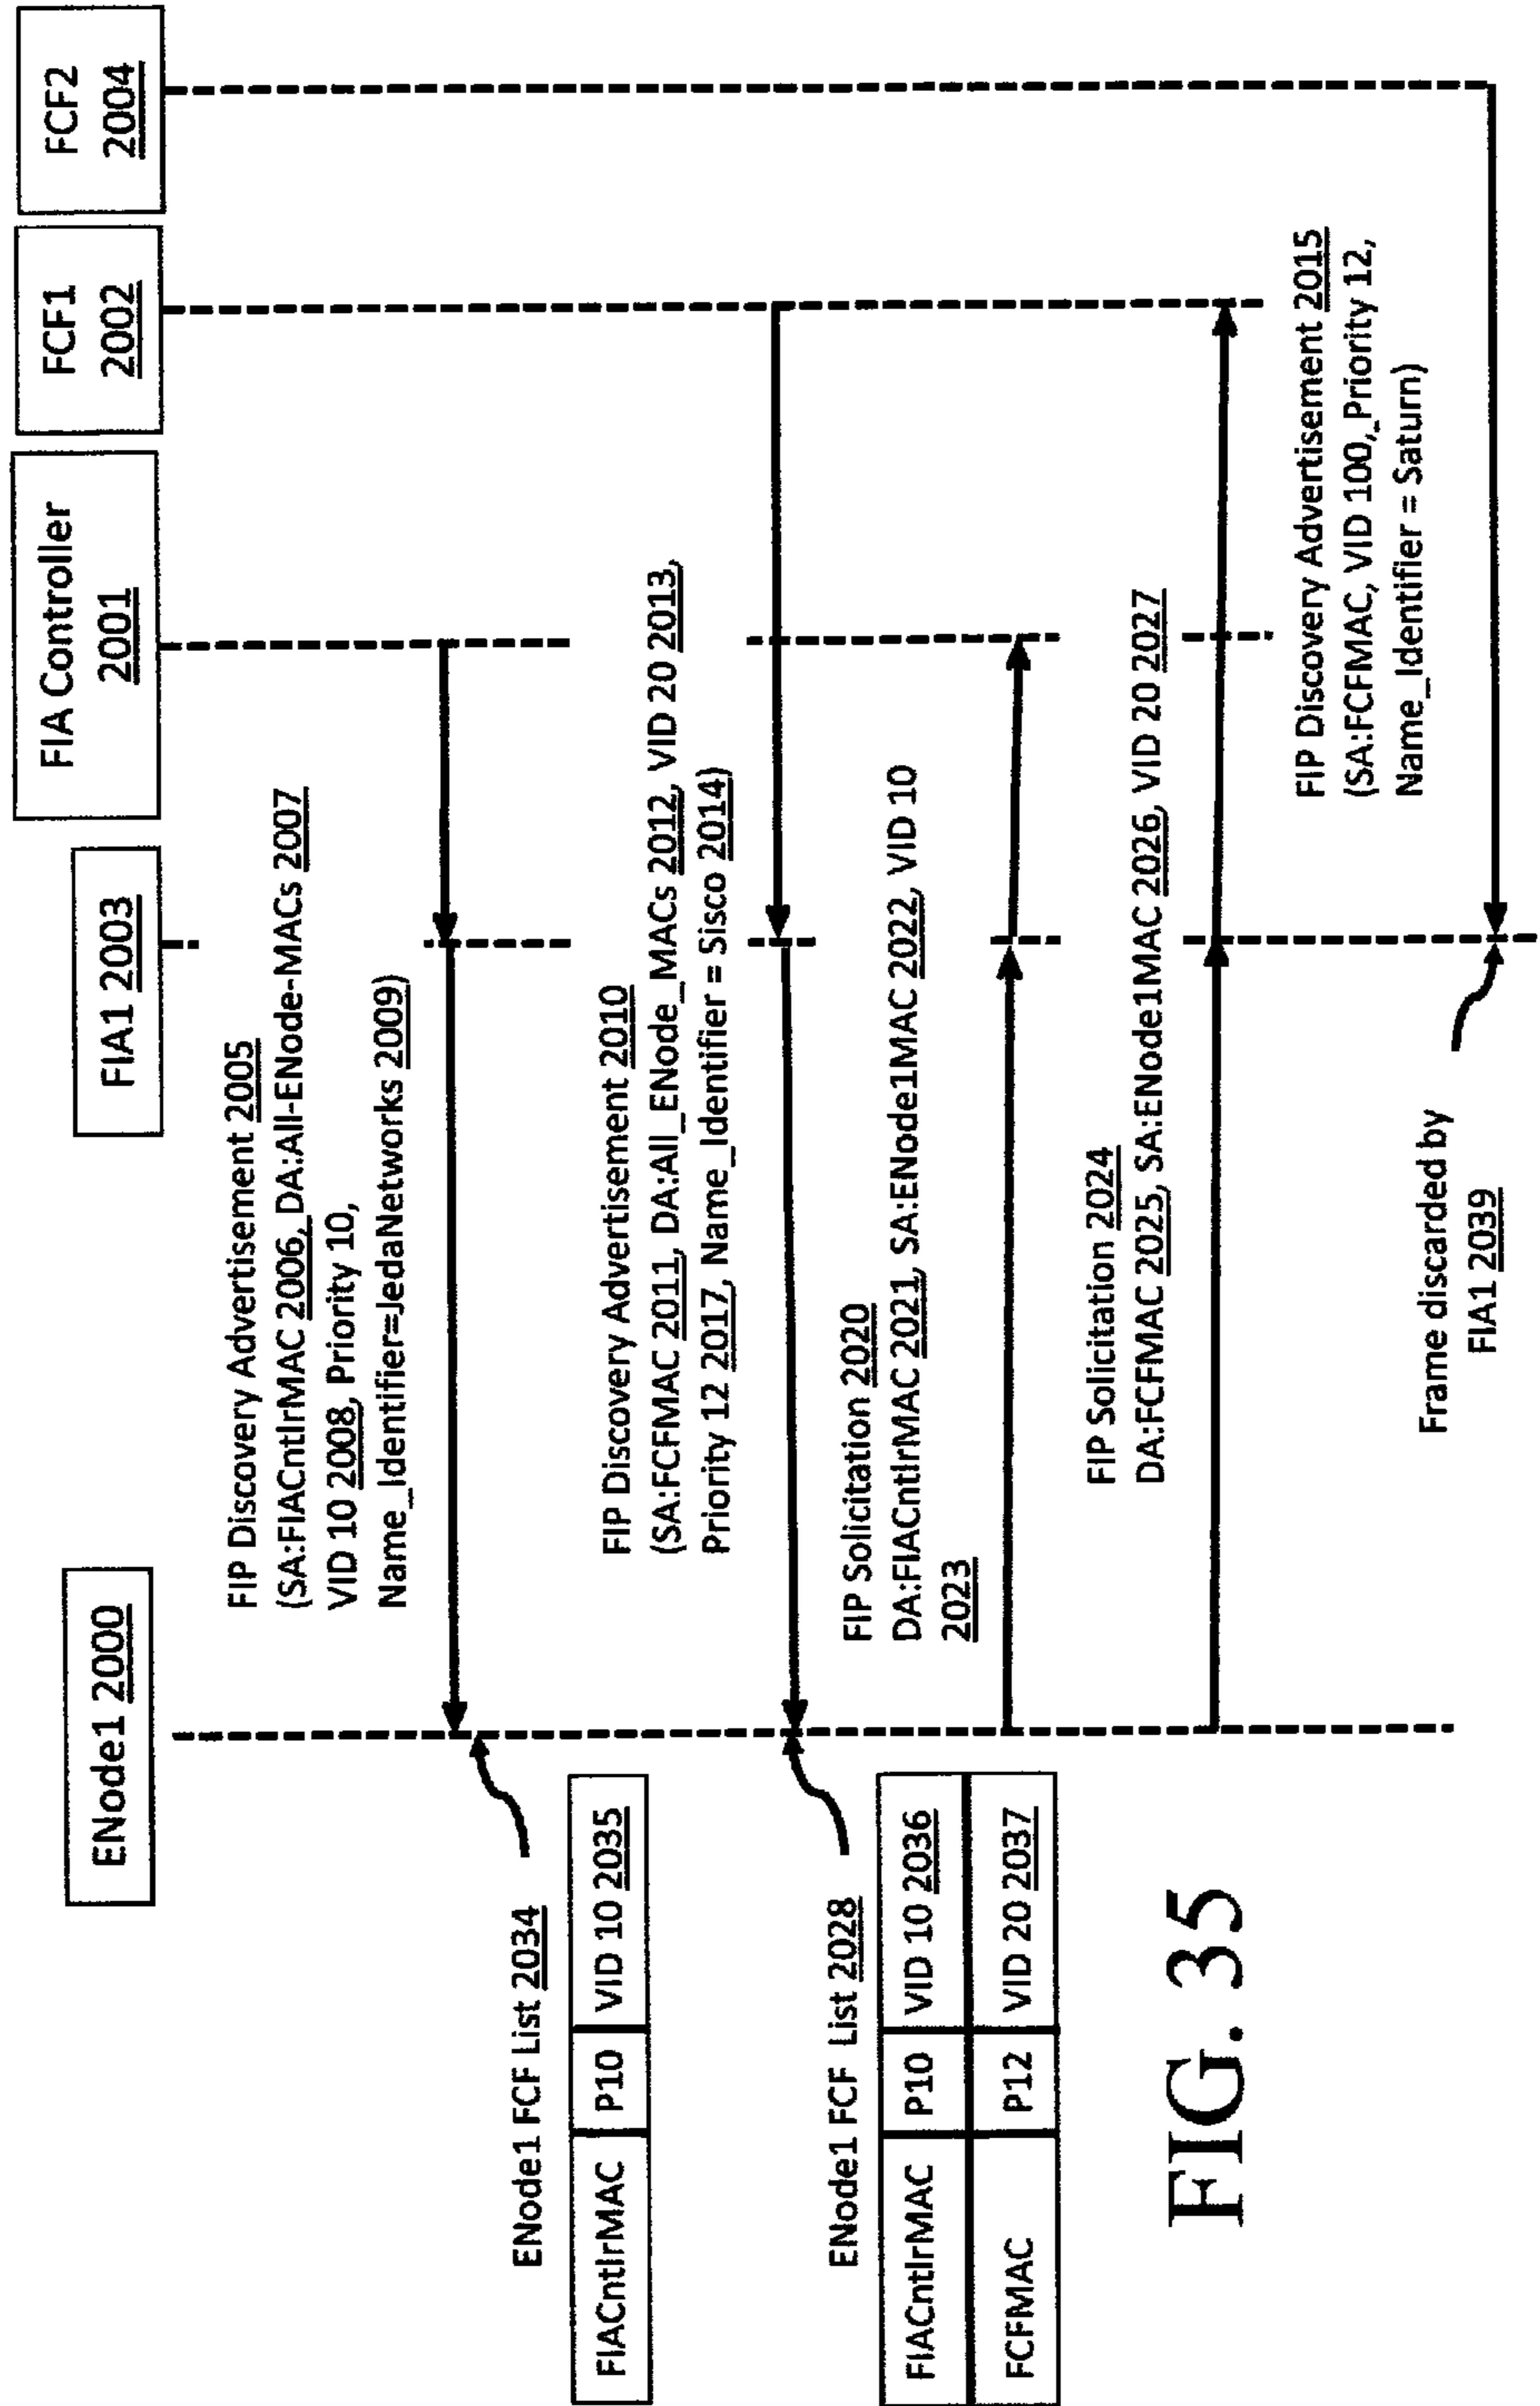 ENode1 2000
FIA1 2003
FIA Controller
2001
FCF1
2002
FCF2
2004
FIP Discovery Advertisement 2005
(SA:FIACntlrMAC 2006, DA:All-ENode-MACs 2007
VID 10 2008, Priority 10,
Name_Identifier=JedaNetworks 2009)
ENode1 FCF List 2034
FIACntlrMAC P10 VID 10 2035
FIP Discovery Advertisement 2010
(SA:FCFMAC 2011, DA:All_ENode_MACs 2012, VID 20 2013,
Priority 12 2017, Name_Identifier = Sisco 2014)
ENode1 FCF List 2028
FIACntlrMAC P10 VID 10 2036
FCFMAC P12 VID 20 2037
FIP Solicitation 2020
DA:FIACntlrMAC 2021, SA:ENode1MAC 2022, VID 10
2023
FIP Solicitation 2024
DA:FCFMAC 2025, SA:ENode1MAC 2026, VID 20 2027
FIP Discovery Advertisement 2015
(SA:FCFMAC, VID 100, Priority 12,
Name_Identifier = Saturn)
Frame discarded by
FIA1 2039
FIG. 35